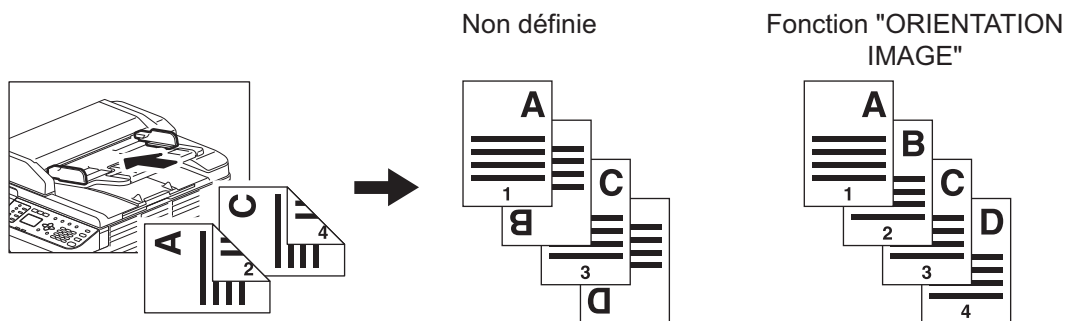 Non définie
Fonction "ORIENTATION
IMAGE"
A
2
C
4
A
1
B
C
3
D
A
1
B
2
C
3
D
4